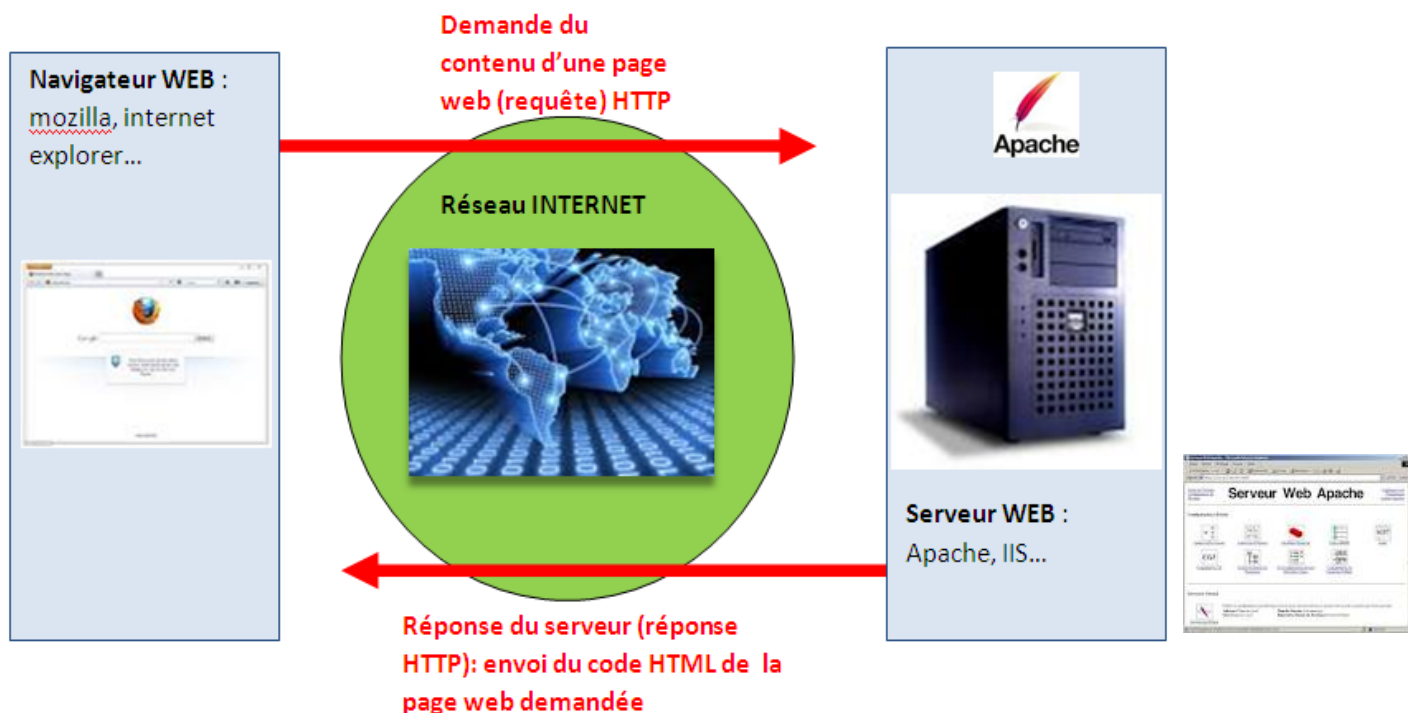 Demande du
contenu d'une page
web (requête) HTTP
Navigateur WEB :
mozilla, internet
explorer…
Réseau INTERNET
Apache
Serveur WEB :
Apache, IIS…
Serveur Web Apache
Réponse du serveur (réponse
HTTP): envoi du code HTML de la
page web demandée